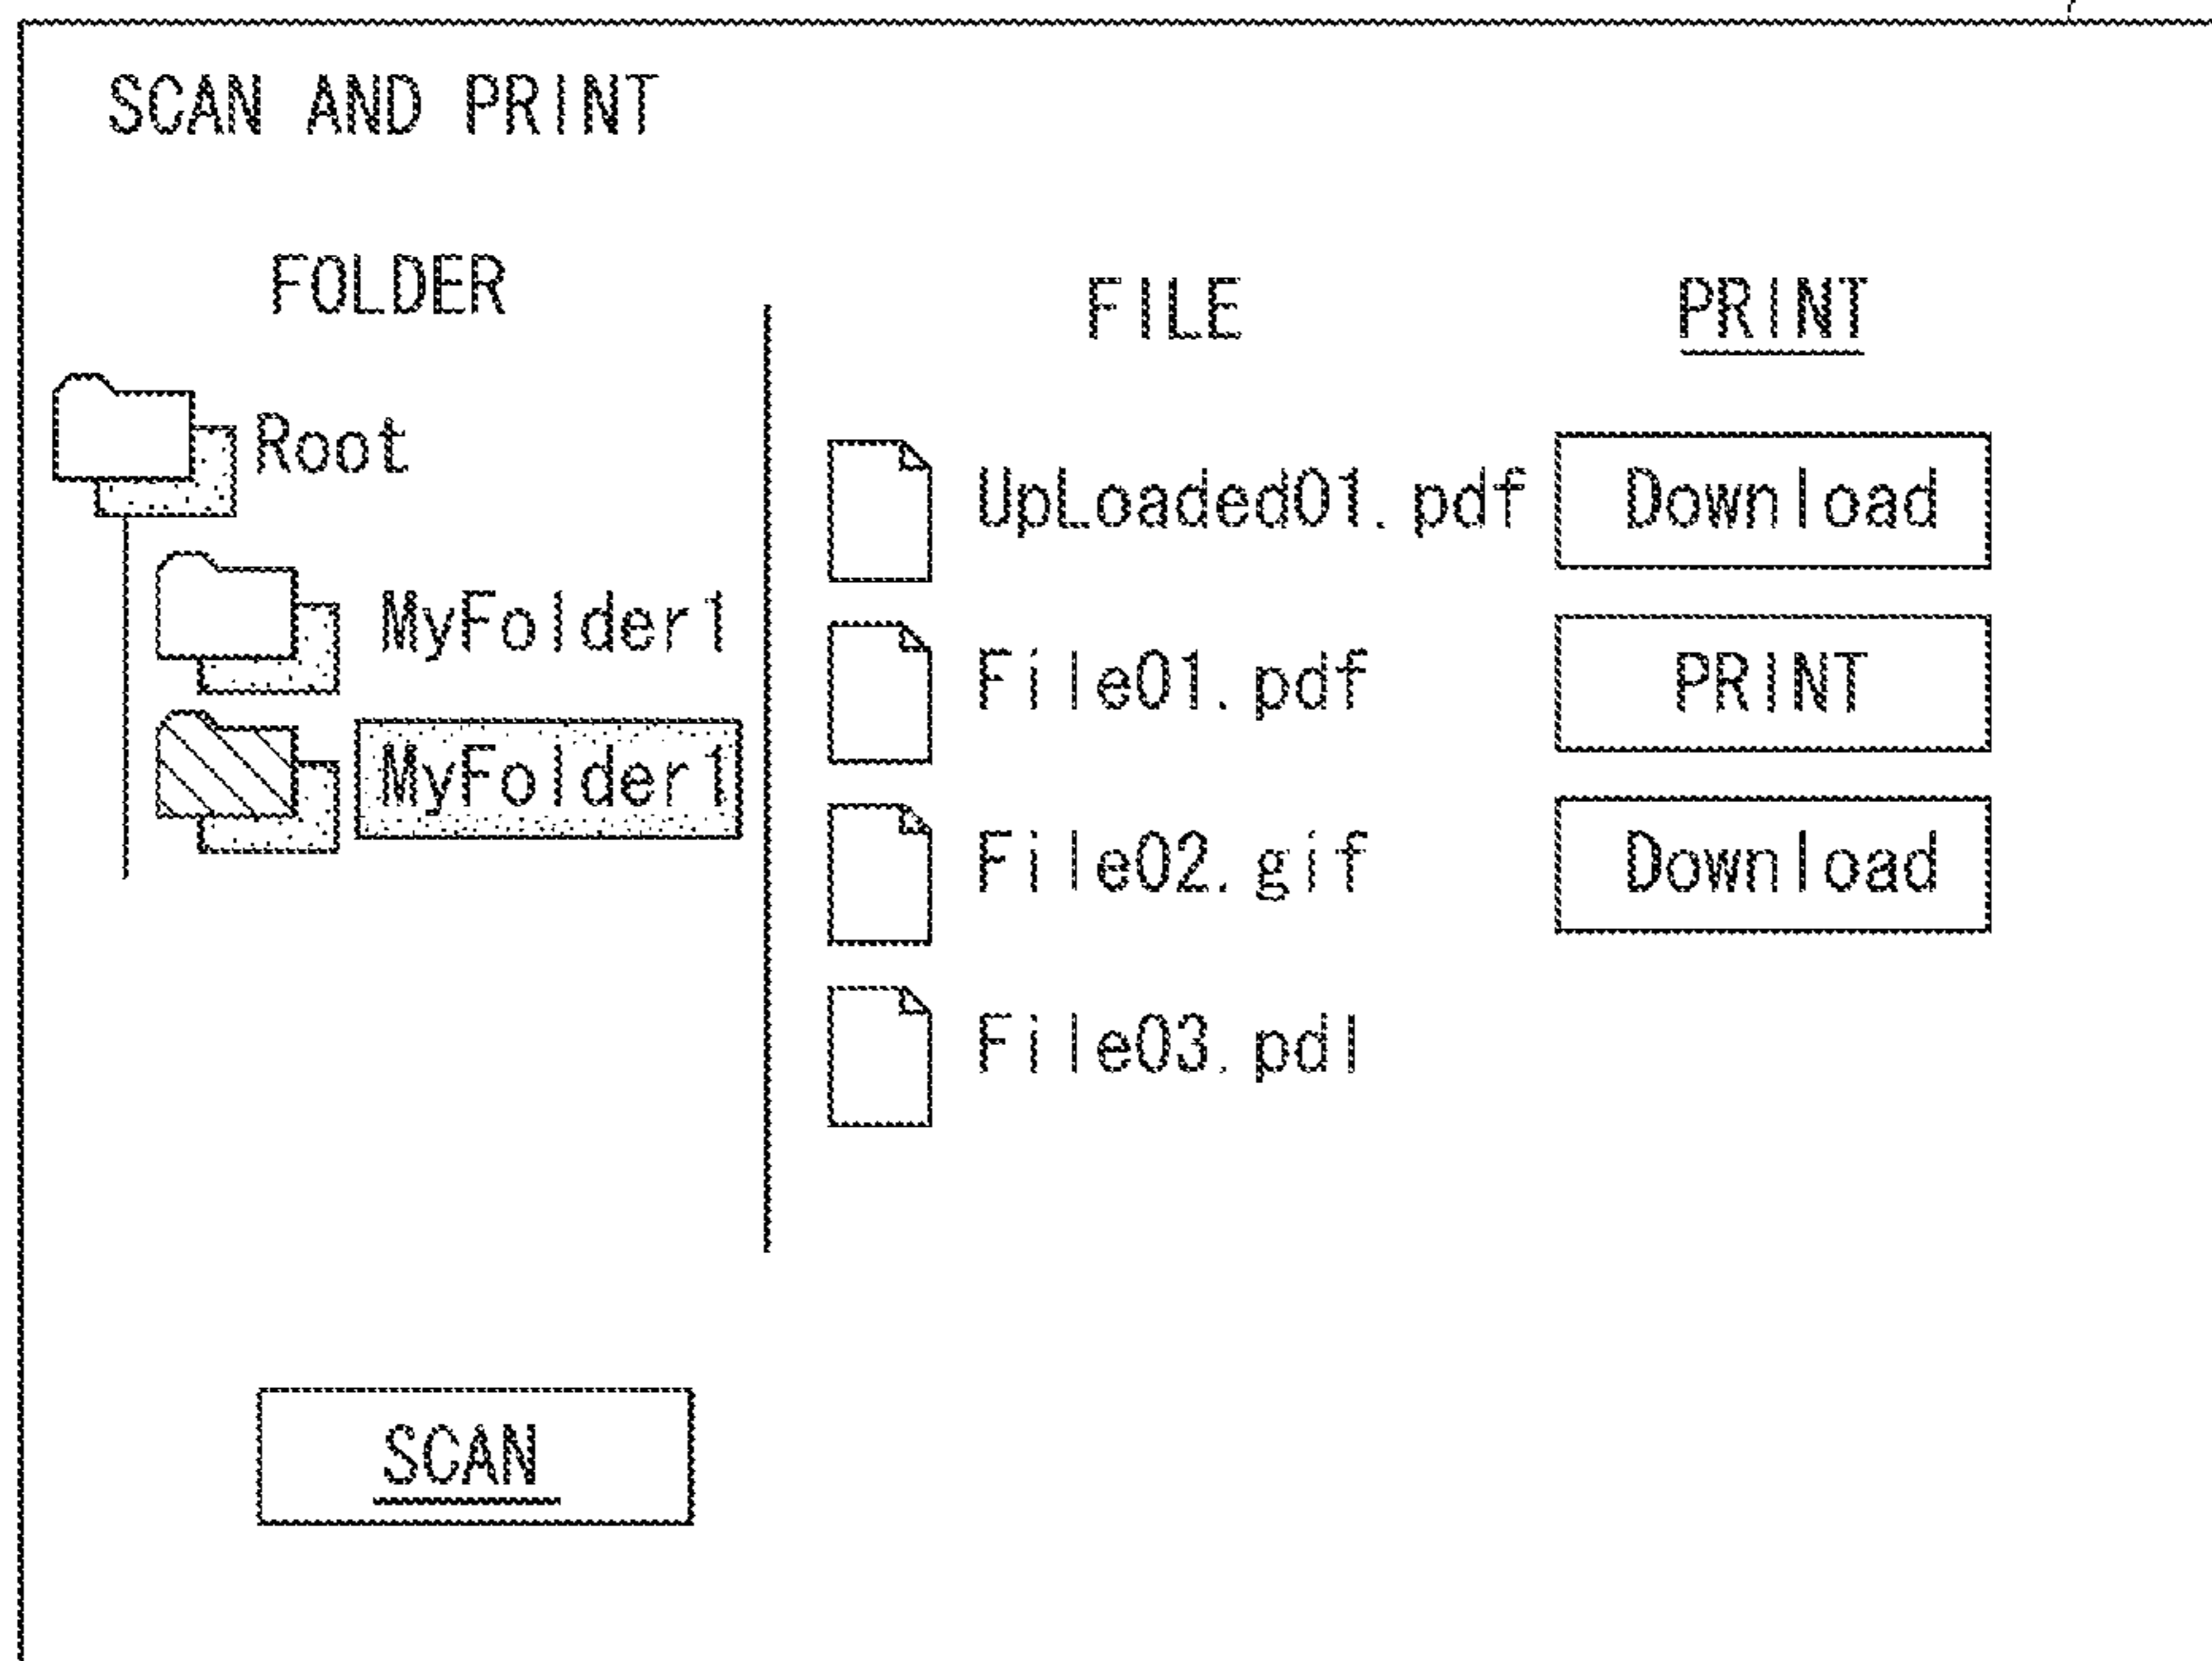 SCAN AND PRINT
FOLDER
Root
MyFolder1
MyFolder1
FILE PRINT
UpLoaded01.pdf Download
File01.pdf PRINT
File02.gif Download
File03.pdl
SCAN